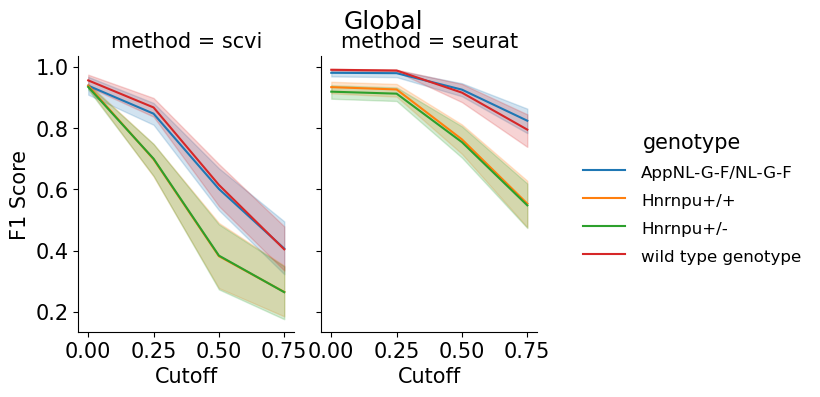 Global
method = scvi
method = seurat
1.0
0.8
0.6
0.4
0.2
F1 Score
0.00 0.25 0.50 0.75
0.00 0.25 0.50 0.75
Cutoff
Cutoff
genotype
AppNL-G-F/NL-G-F
Hnrnpu+/+
Hnrnpu+/-
wild type genotype